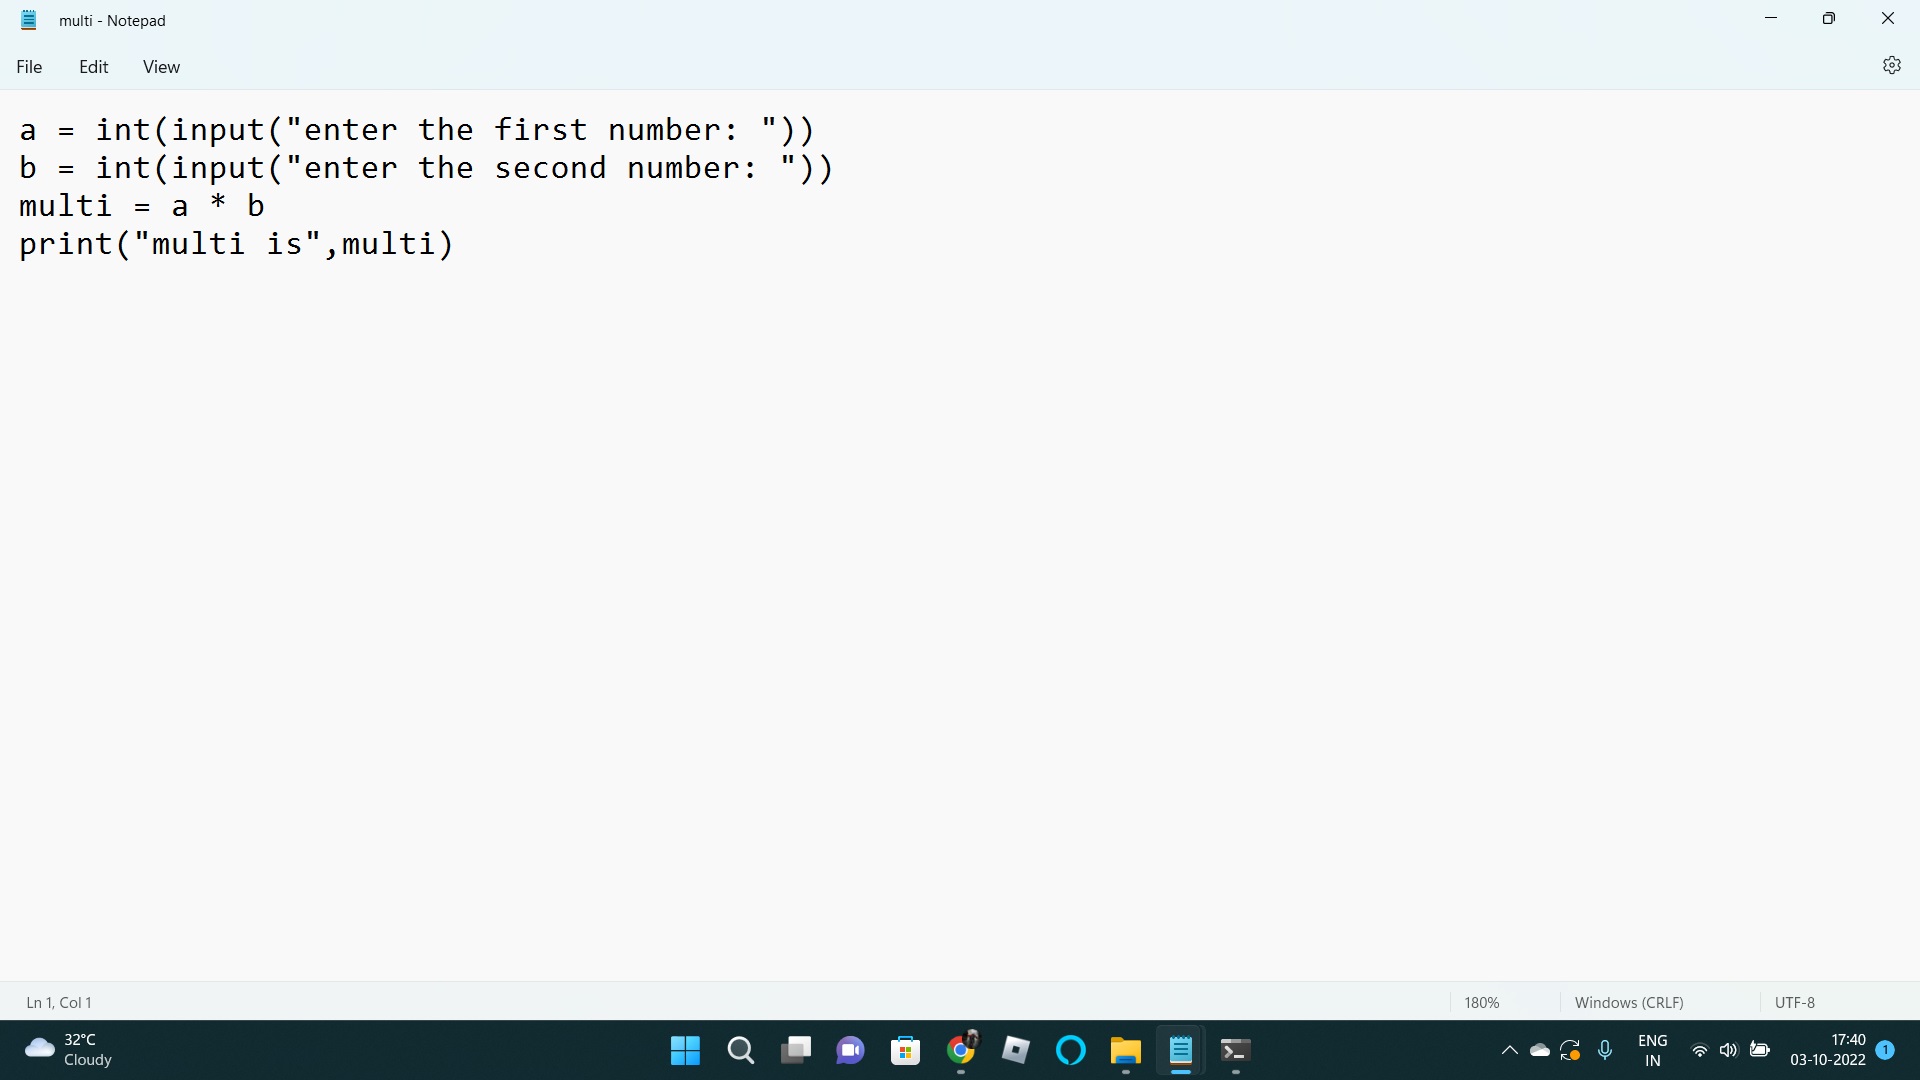 multi - Notepad
File Edit View
a = int(input("enter the first number: "))
b = int(input("enter the second number: "))
multi = a * b
print("multi is",multi)
Ln 1, Col 1 180% Windows (CRLF) UTF-8
32°C
Cloudy
ENG
IN
17:40
03-10-2022
1